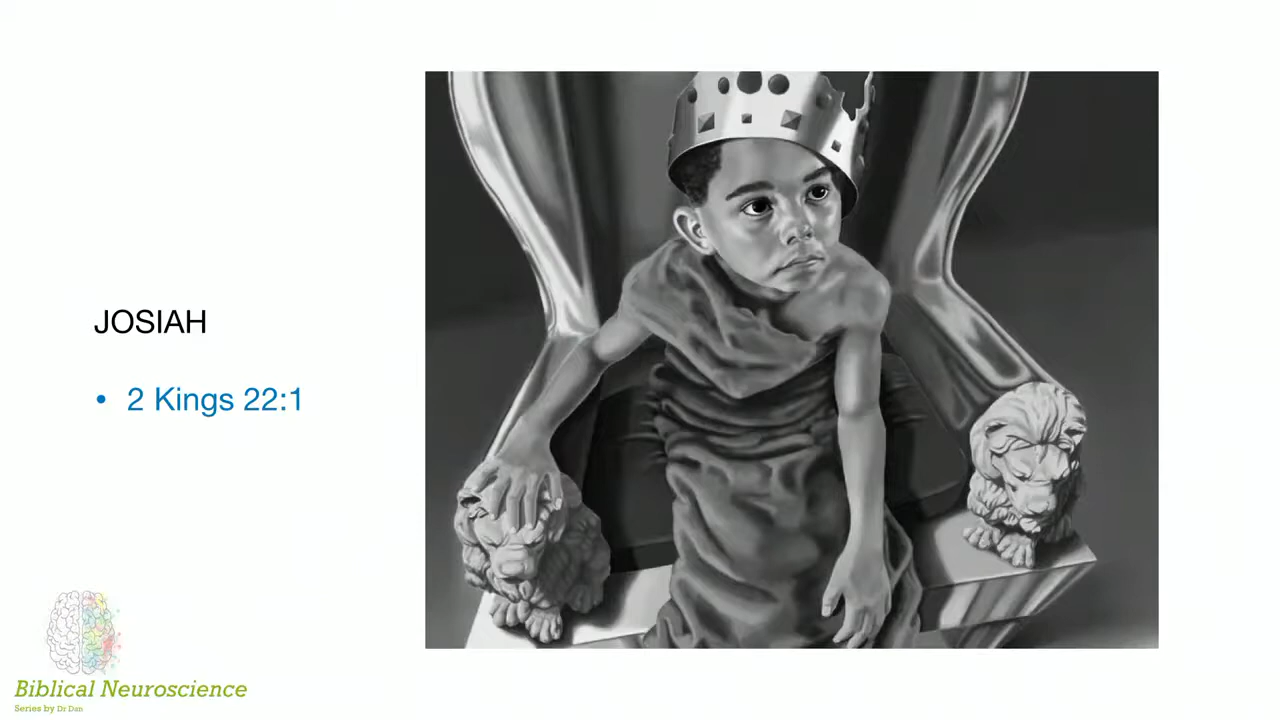 JOSIAH
• 2 Kings 22:1
Biblical Neuroscience
Series by Dr Dan